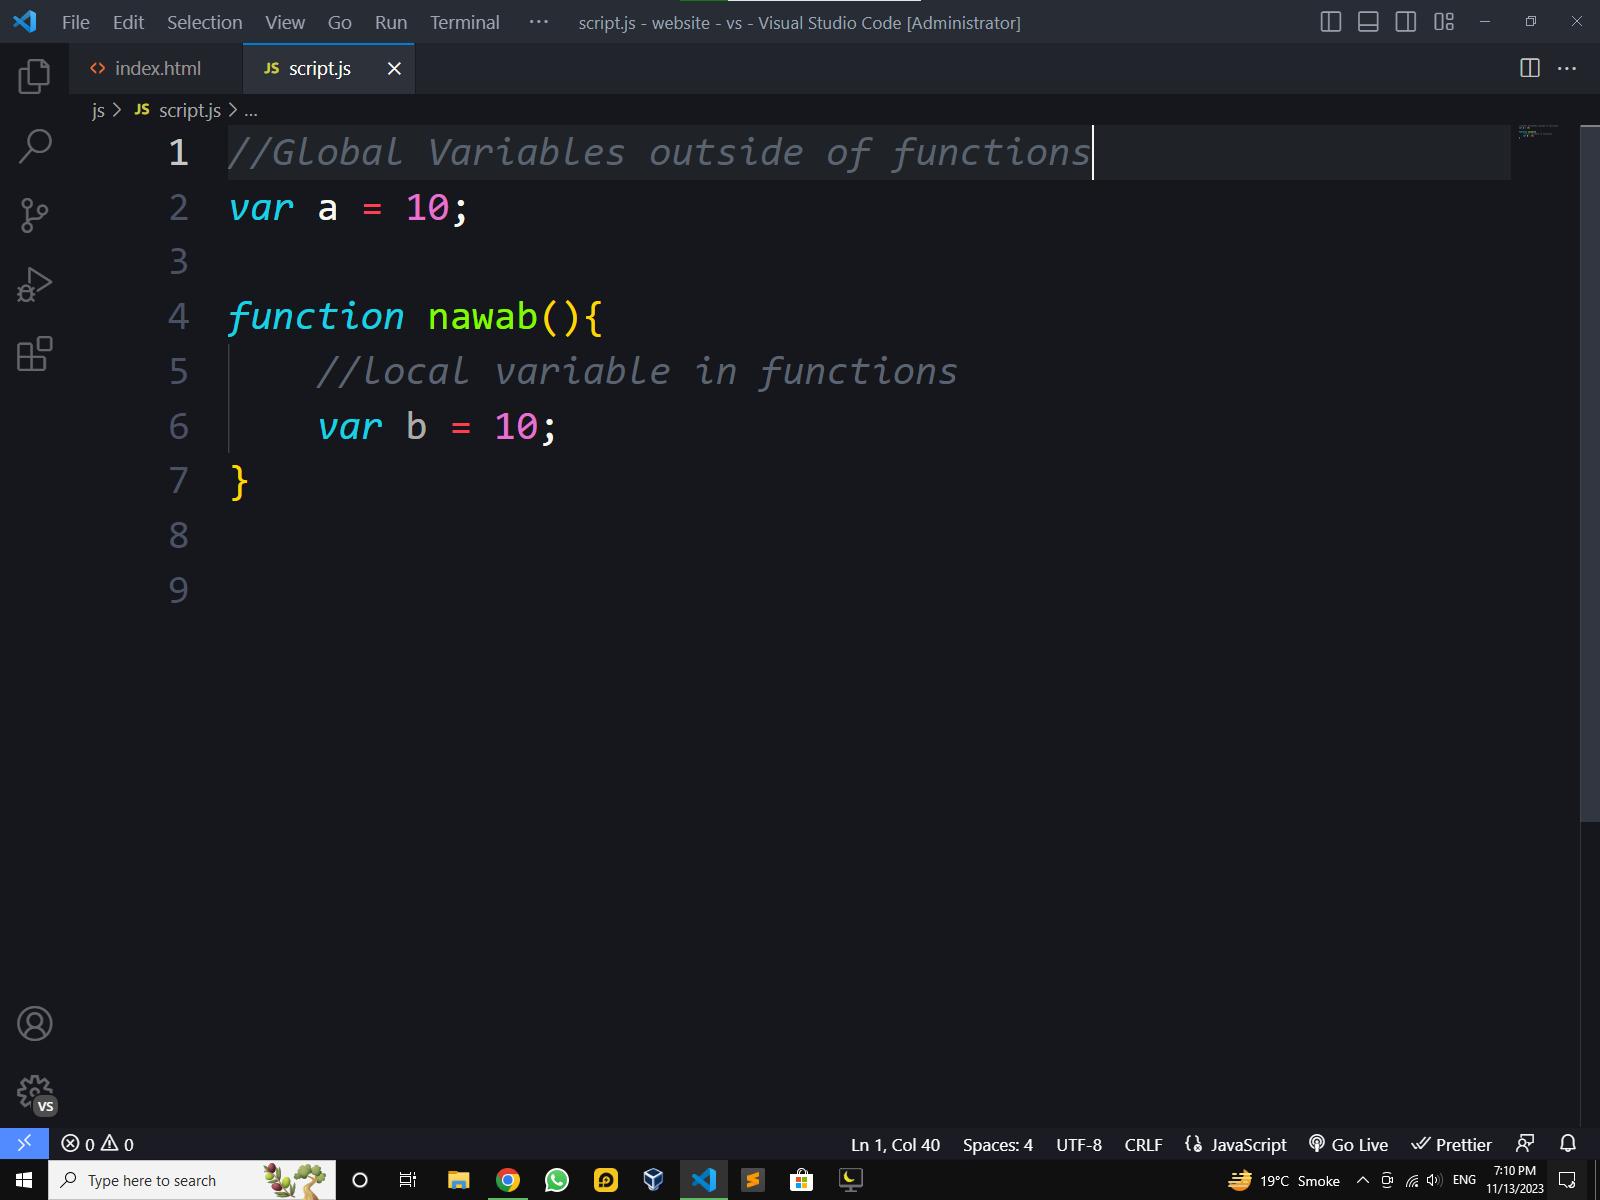 File Edit Selection View Go Run Terminal ··· script.js - website - vs - Visual Studio Code [Administrator]
<> index.html JS script.js ×
js > JS script.js > ...
1 //Global Variables outside of functions
2 var a = 10;
3
4 function nawab(){
5     //local variable in functions
6     var b = 10;
7 }
8
9
VS
0 0 Ln 1, Col 40 Spaces: 4 UTF-8 CRLF JavaScript Go Live Prettier
Type here to search 19°C Smoke ENG 7:10 PM
11/13/2023